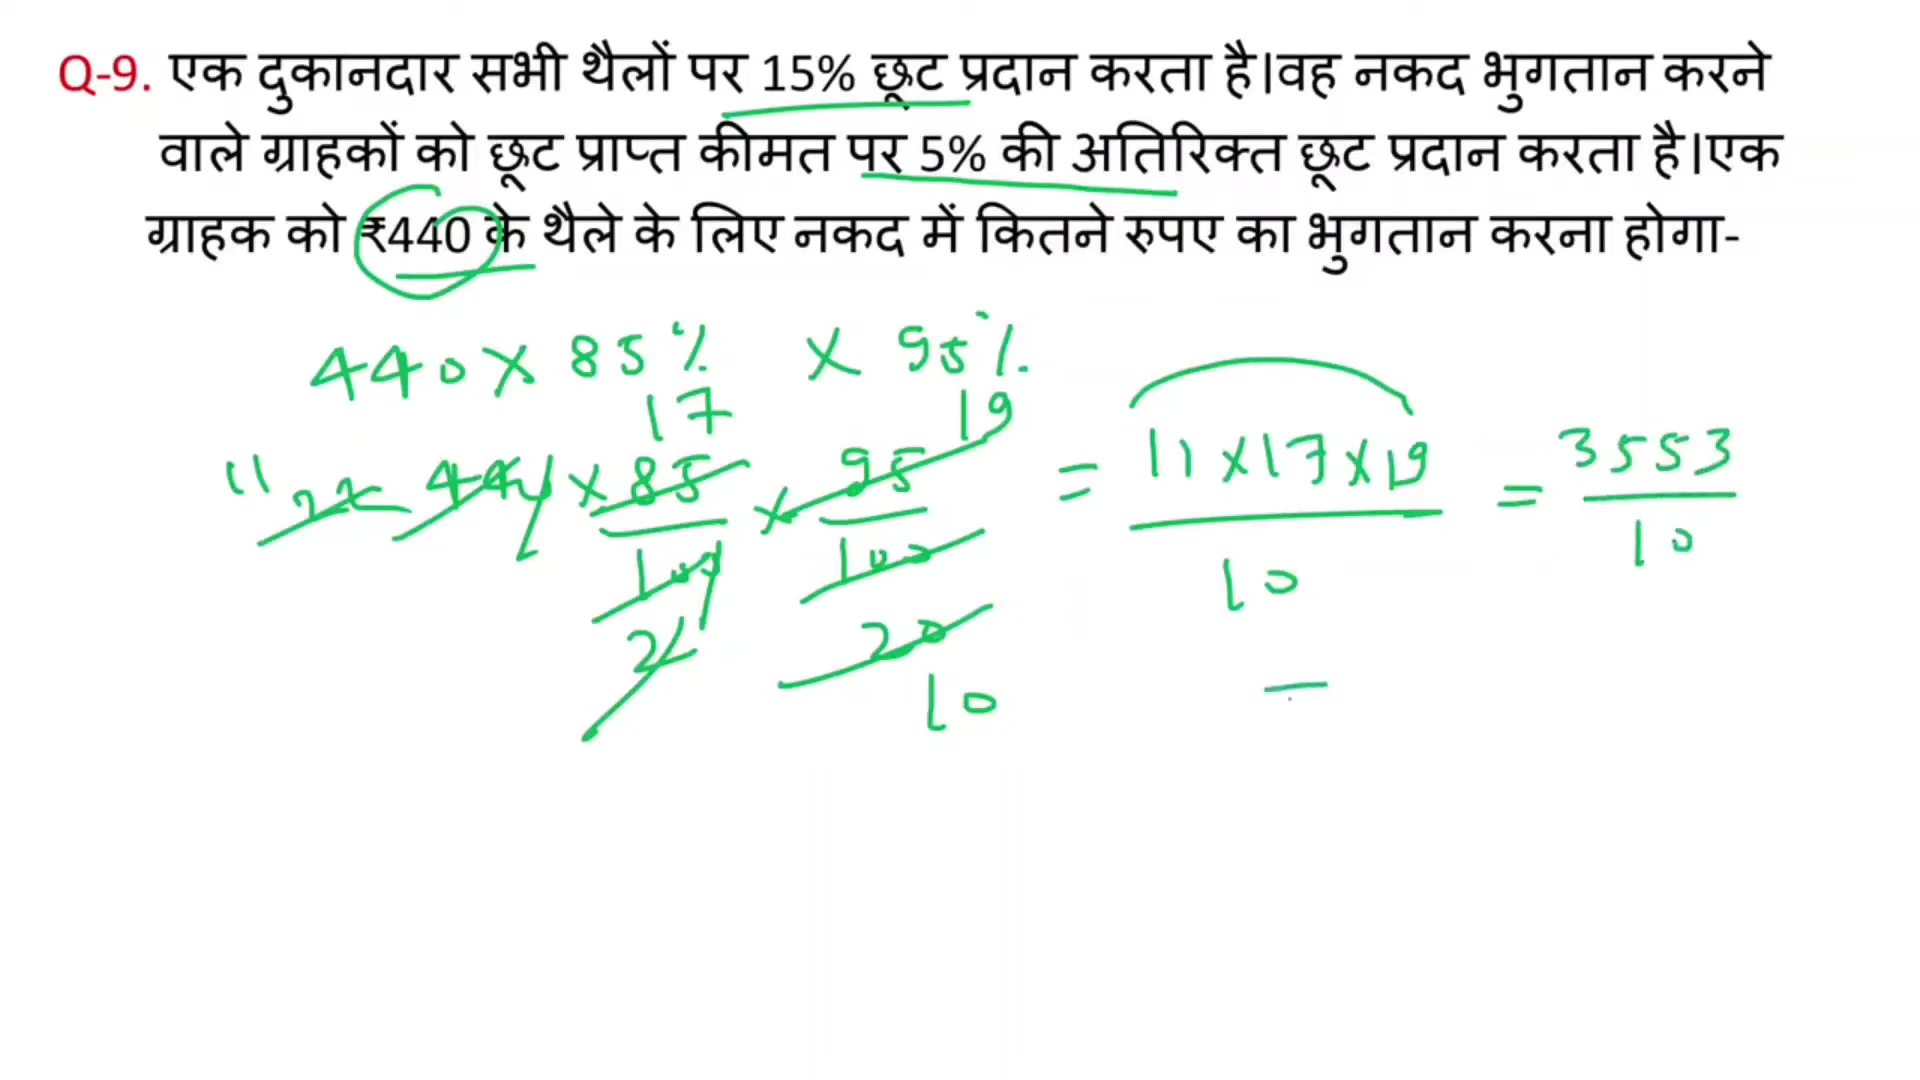 Q-9. एक दुकानदार सभी थैलों पर 15% छूट प्रदान करता है।वह नकद भुगतान करने
वाले ग्राहकों को छूट प्राप्त कीमत पर 5% की अतिरिक्त छूट प्रदान करता है।एक
ग्राहक को ₹440 के थैले के लिए नकद में कितने रुपए का भुगतान करना होगा-
440 × 85% × 95%
17 19
11 22 440 × 85 × 95 = 11×17×19 = 3553
100 100 10 10
2 20
10